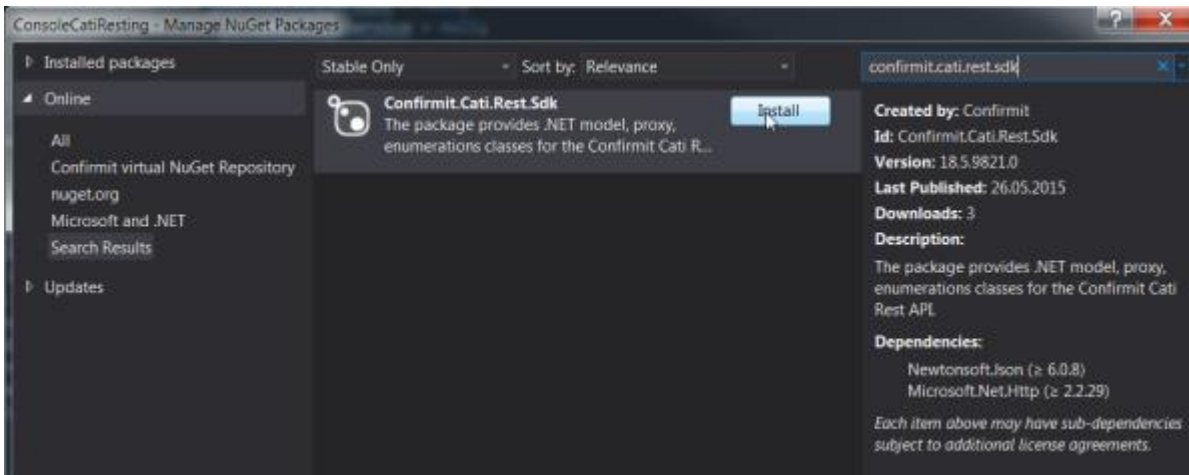 ConsoleCatiResting - Manage NuGet Packages
Installed packages
Online
All
Confirmit virtual NuGet Repository
nuget.org
Microsoft and .NET
Search Results
Updates
Stable Only
Sort by: Relevance
Confirmit.Cati.Rest.Sdk
Install
The package provides .NET model, proxy,
enumerations classes for the Confirmit Cati R...
confirmit.cati.rest.sdk
Created by: Confirmit
Id: Confirmit.Cati.Rest.Sdk
Version: 18.5.9821.0
Last Published: 26.05.2015
Downloads: 3
Description:
The package provides .NET model, proxy,
enumerations classes for the Confirmit Cati
Rest API.
Dependencies:
Newtonsoft.Json (≥ 6.0.8)
Microsoft.Net.Http (≥ 2.2.29)
Each item above may have sub-dependencies
subject to additional license agreements.